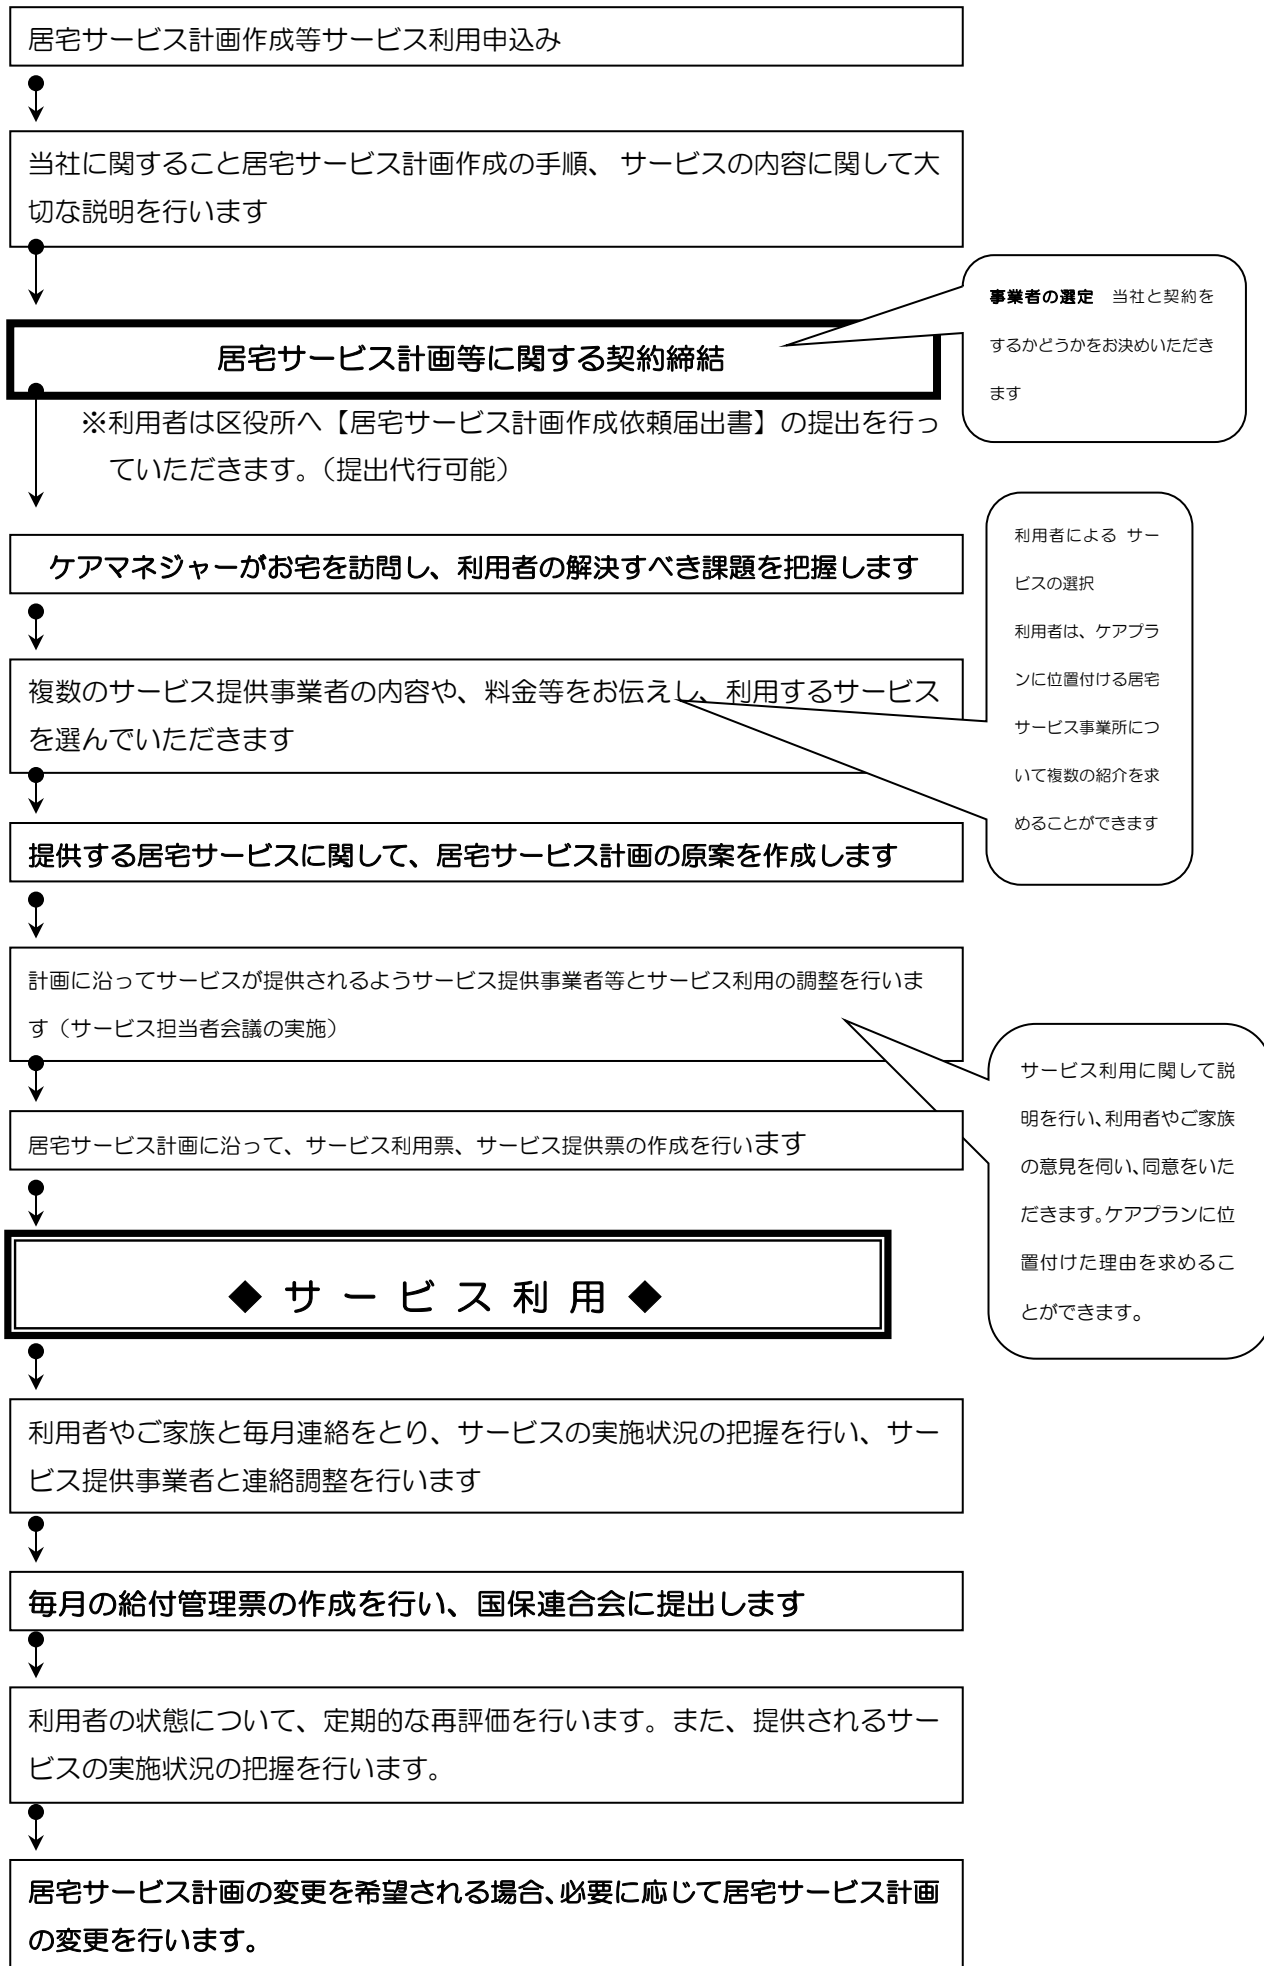 居宅サービス計画作成等サービス利用申込み
当社に関すること居宅サービス計画作成の手順、 サービスの内容に関して大
切な説明を行います
事業者の選定　当社と契約を
するかどうかをお決めいただき
ます
居宅サービス計画等に関する契約締結
※利用者は区役所へ【居宅サービス計画作成依頼届出書】の提出を行っ
ていただきます。（提出代行可能）
ケアマネジャーがお宅を訪問し、利用者の解決すべき課題を把握します
利用者による サー
ビスの選択
利用者は、ケアプラ
ンに位置付ける居宅
サービス事業所につ
いて複数の紹介を求
めることができます
複数のサービス提供事業者の内容や、料金等をお伝えし、利用するサービス
を選んでいただきます
提供する居宅サービスに関して、居宅サービス計画の原案を作成します
計画に沿ってサービスが提供されるようサービス提供事業者等とサービス利用の調整を行いま
す（サービス担当者会議の実施）
サービス利用に関して説
明を行い、利用者やご家族
の意見を伺い、同意をいた
だきます。ケアプランに位
置付けた理由を求めるこ
とができます。
居宅サービス計画に沿って、サービス利用票、サービス提供票の作成を行います
◆ サ ー ビ ス 利 用 ◆
利用者やご家族と毎月連絡をとり、サービスの実施状況の把握を行い、サー
ビス提供事業者と連絡調整を行います
毎月の給付管理票の作成を行い、国保連合会に提出します
利用者の状態について、定期的な再評価を行います。また、提供されるサー
ビスの実施状況の把握を行います。
居宅サービス計画の変更を希望される場合、必要に応じて居宅サービス計画
の変更を行います。